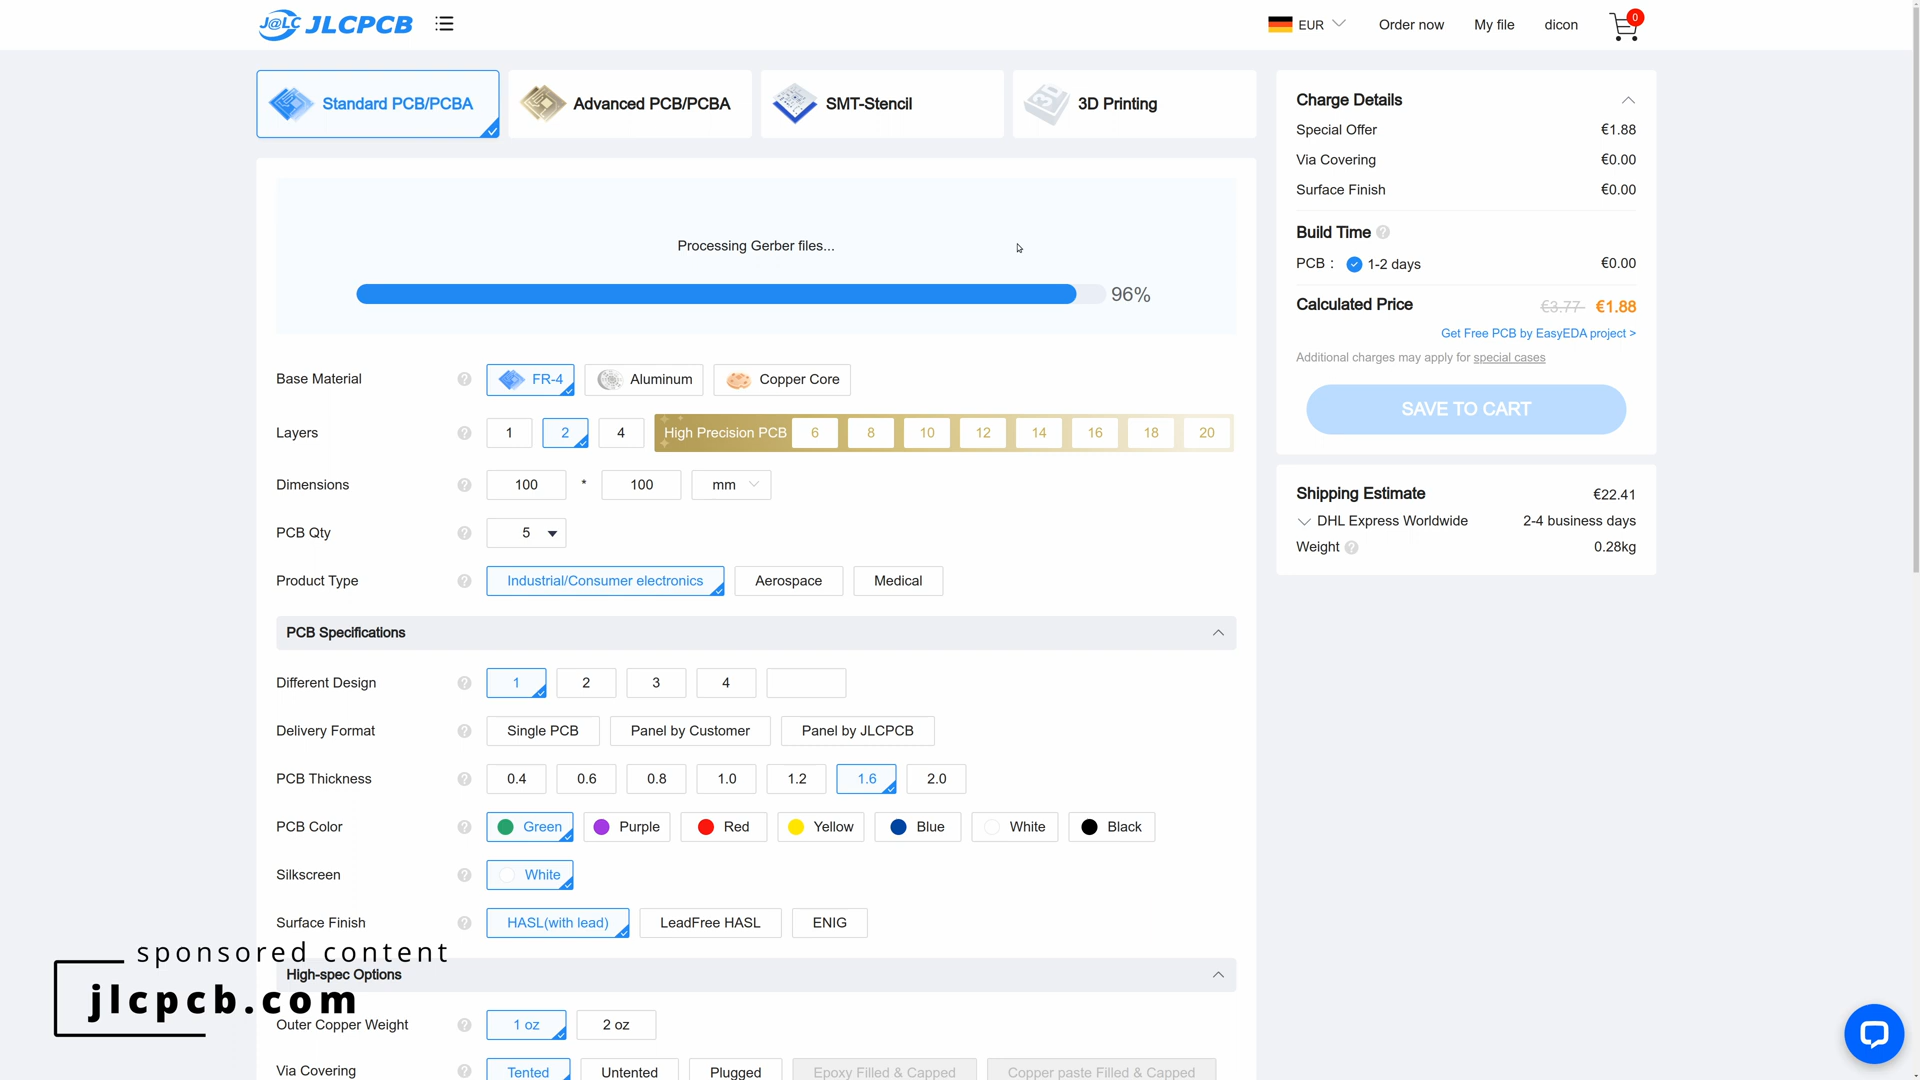 J@LC JLCPCB
EUR
Order now
My file
dicon
0
Standard PCB/PCBA
Advanced PCB/PCBA
SMT-Stencil
3D
3D Printing
Processing Gerber files...
96%
Base Material ? FR-4 Aluminum Copper Core
Layers ? 1 2 4 High Precision PCB 6 8 10 12 14 16 18 20
Dimensions ? 100 * 100 mm
PCB Qty ? 5
Product Type ? Industrial/Consumer electronics Aerospace Medical
PCB Specifications
Different Design ? 1 2 3 4
Delivery Format ? Single PCB Panel by Customer Panel by JLCPCB
PCB Thickness ? 0.4 0.6 0.8 1.0 1.2 1.6 2.0
PCB Color ? Green Purple Red Yellow Blue White Black
Silkscreen ? White
Surface Finish ? HASL(with lead) LeadFree HASL ENIG
High-spec Options
Outer Copper Weight ? 1 oz 2 oz
Via Covering ? Tented Untented Plugged Epoxy Filled & Capped Copper paste Filled & Capped
Charge Details
Special Offer €1.88
Via Covering €0.00
Surface Finish €0.00
Build Time ?
PCB : 1-2 days €0.00
Calculated Price €3.77 €1.88
Get Free PCB by EasyEDA project >
Additional charges may apply for special cases
SAVE TO CART
Shipping Estimate €22.41
DHL Express Worldwide 2-4 business days
Weight ? 0.28kg
sponsored content
jlcpcb.com